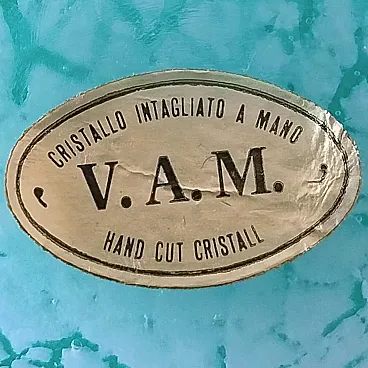 CRISTALLO INTAGLIATO A MANO
V.A.M.
HAND CUT CRISTALL